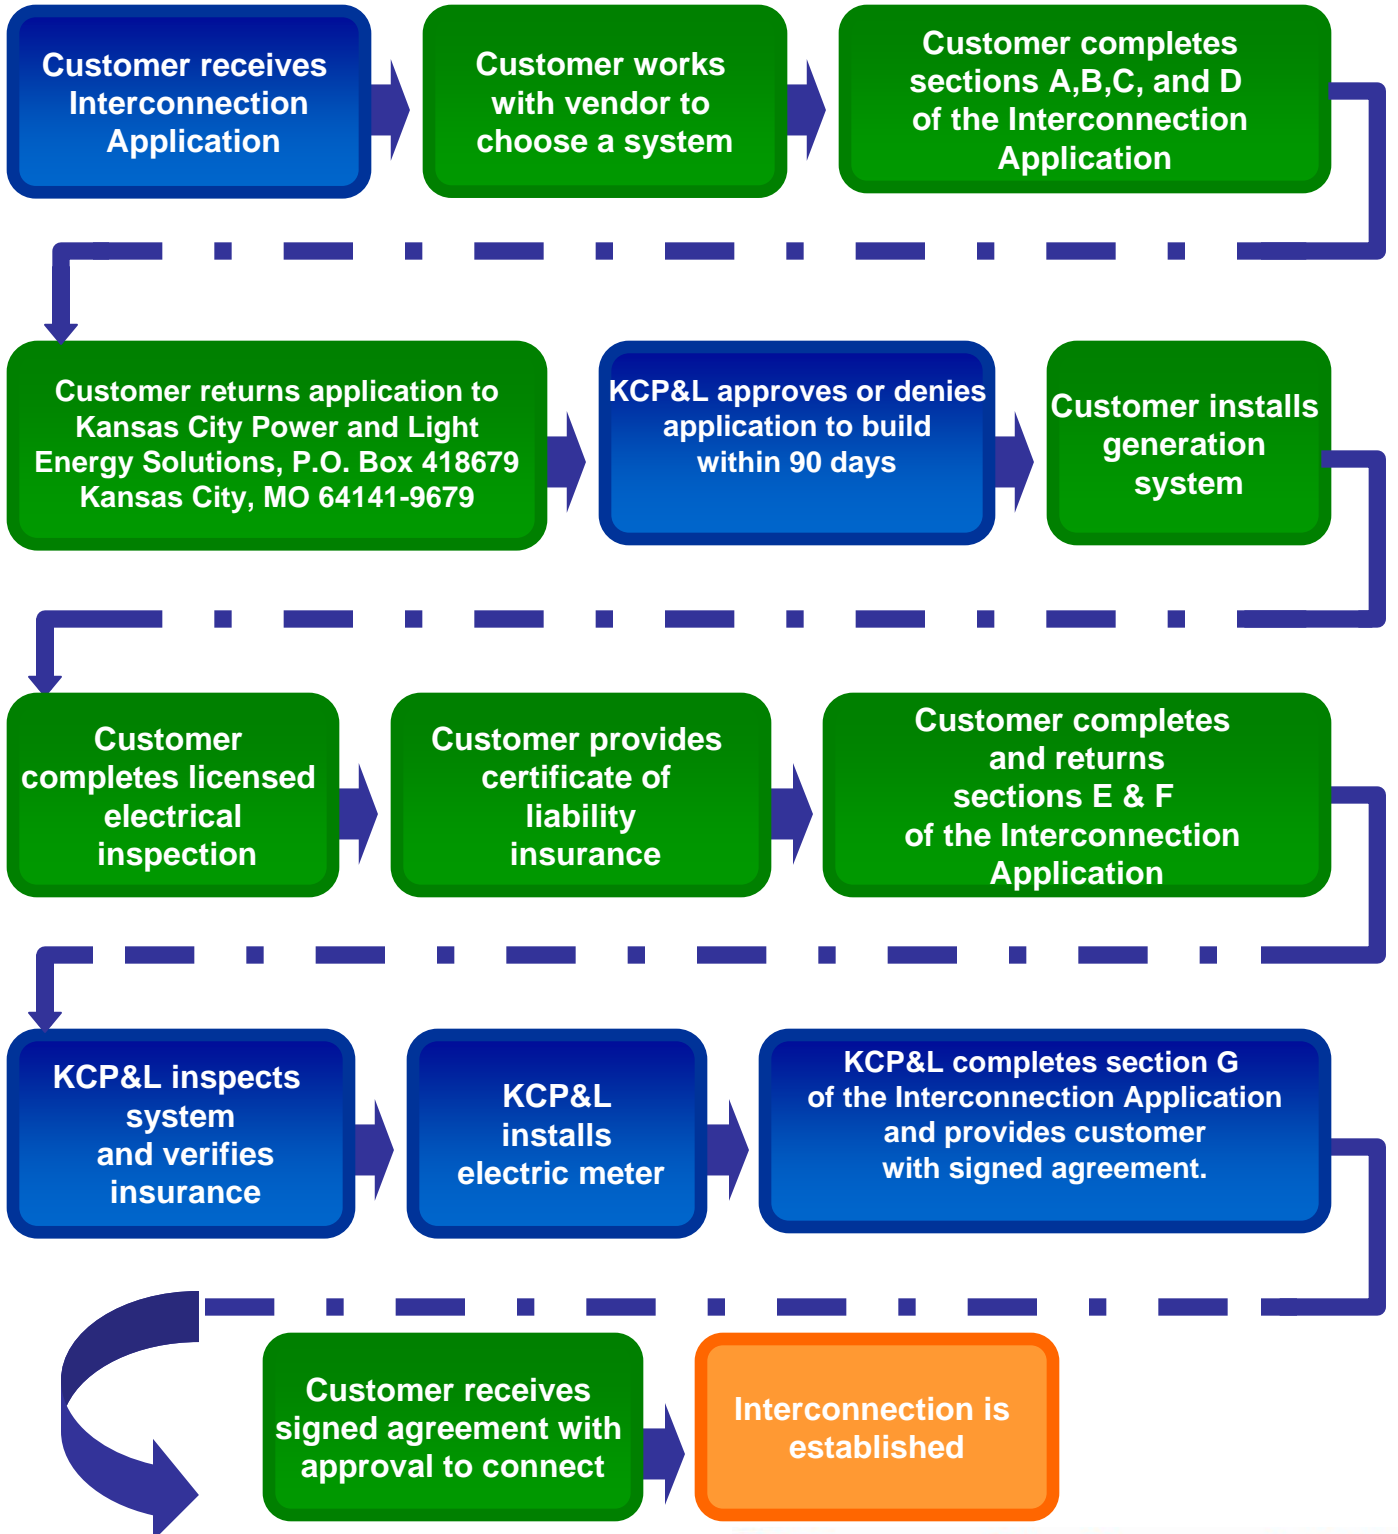 Customer receives
Interconnection
Application
Customer works
with vendor to
choose a system
Customer completes
sections A,B,C, and D
of the Interconnection
Application
Customer returns application to
Kansas City Power and Light
Energy Solutions, P.O. Box 418679
Kansas City, MO 64141-9679
KCP&L approves or denies
application to build
within 90 days
Customer installs
generation
system
Customer
completes licensed
electrical
inspection
Customer provides
certificate of
liability
insurance
Customer completes
and returns
sections E & F
of the Interconnection
Application
KCP&L inspects
system
and verifies
insurance
KCP&L
installs
electric meter
KCP&L completes section G
of the Interconnection Application
and provides customer
with signed agreement.
Customer receives
signed agreement with
approval to connect
Interconnection is
established